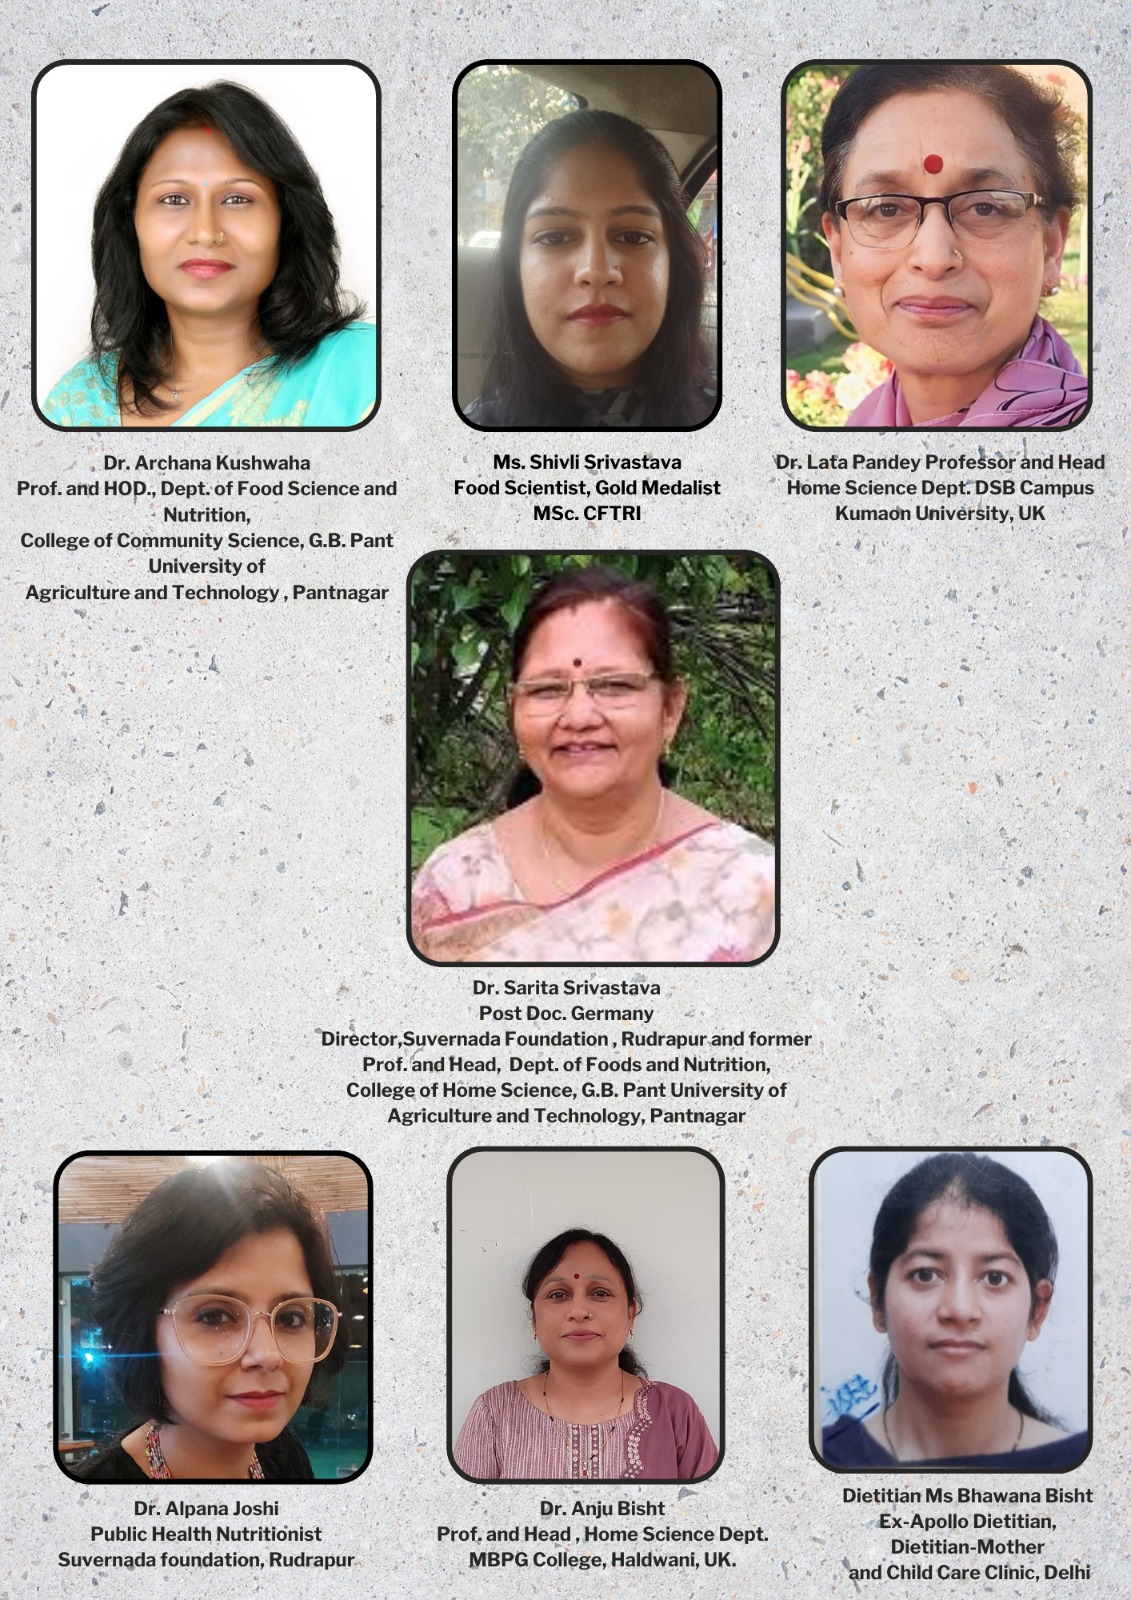 Dr. Archana Kushwaha
Prof. and HOD., Dept. of Food Science and
Nutrition,
College of Community Science, G.B. Pant
University of
Agriculture and Technology , Pantnagar
Ms. Shivli Srivastava
Food Scientist, Gold Medalist
MSc. CFTRI
Dr. Lata Pandey Professor and Head
Home Science Dept. DSB Campus
Kumaon University, UK
Dr. Sarita Srivastava
Post Doc. Germany
Director,Suvernada Foundation , Rudrapur and former
Prof. and Head, Dept. of Foods and Nutrition,
College of Home Science, G.B. Pant University of
Agriculture and Technology, Pantnagar
Dr. Alpana Joshi
Public Health Nutritionist
Suvernada foundation, Rudrapur
Dr. Anju Bisht
Prof. and Head , Home Science Dept.
MBPG College, Haldwani, UK.
Dietitian Ms Bhawana Bisht
Ex-Apollo Dietitian,
Dietitian-Mother
and Child Care Clinic, Delhi